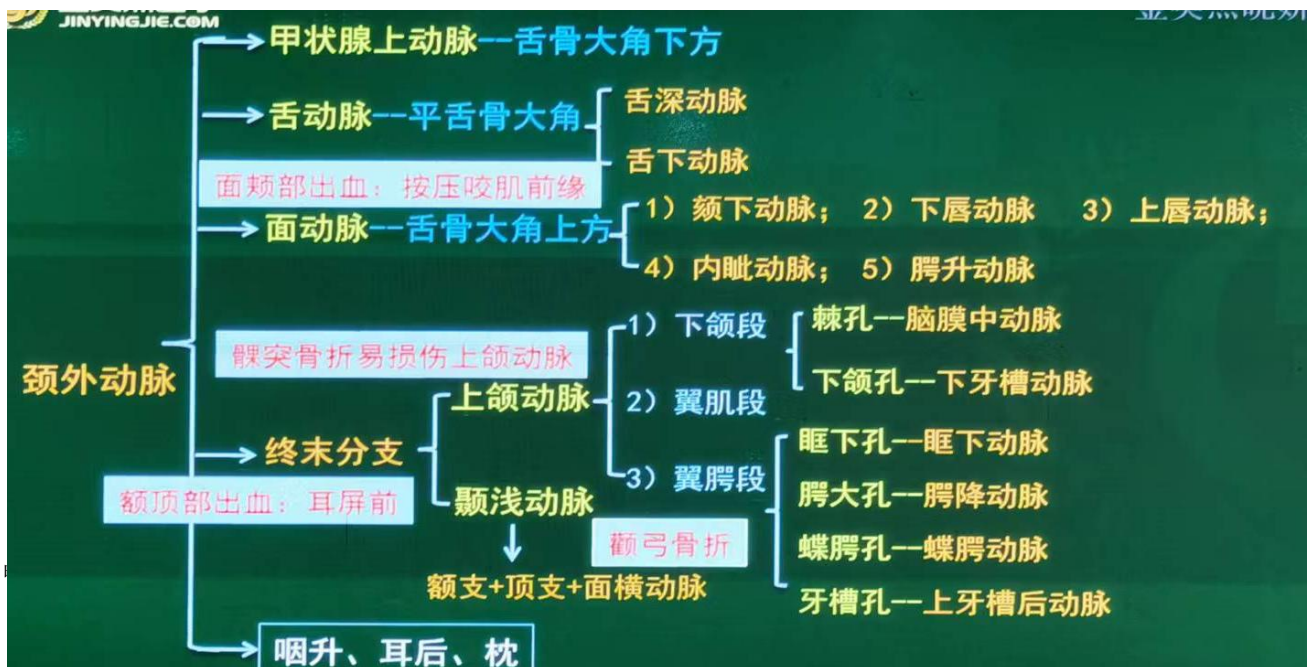 JINYINGJIE.COM
甲状腺上动脉--舌骨大角下方
舌动脉--平舌骨大角
舌深动脉
舌下动脉
面颊部出血：按压咬肌前缘
面动脉--舌骨大角上方
1）颏下动脉； 2）下唇动脉 3）上唇动脉；
4）内眦动脉； 5）腭升动脉
颈外动脉
髁突骨折易损伤上颌动脉
终末分支
上颌动脉
1）下颌段
棘孔--脑膜中动脉
下颌孔--下牙槽动脉
2）翼肌段
3）翼腭段
眶下孔--眶下动脉
腭大孔--腭降动脉
蝶腭孔--蝶腭动脉
牙槽孔--上牙槽后动脉
额顶部出血：耳屏前
颞浅动脉
颧弓骨折
额支+顶支+面横动脉
咽升、耳后、枕